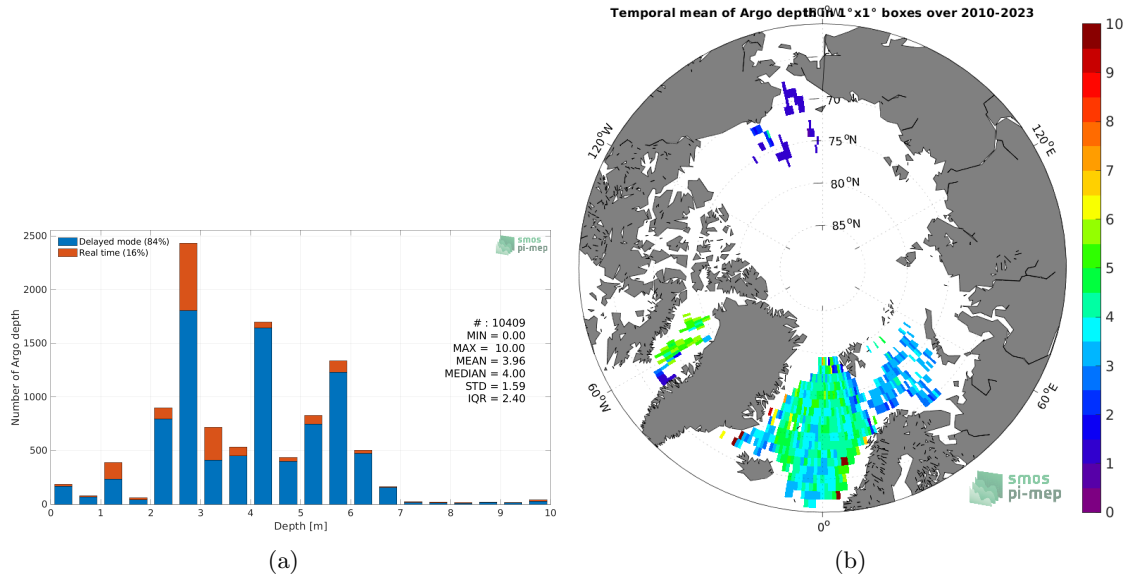 Temporal mean of Argo depth in 1°x1° boxes over 2010-2023
180°W
Delayed mode (84%)
Real time (16%)
smos
pi-mep
2500
2000
1500
1000
500
0
Number of Argo depth
# : 10409
MIN = 0.00
MAX = 10.00
MEAN = 3.96
MEDIAN = 4.00
STD = 1.59
IQR = 2.40
0 1 2 3 4 5 6 7 8 9 10
Depth [m]
(a)
120°W
120°E
60°W
60°E
0°
70°N
75°N
80°N
85°N
smos
pi-mep
10
9
8
7
6
5
4
3
2
1
0
(b)